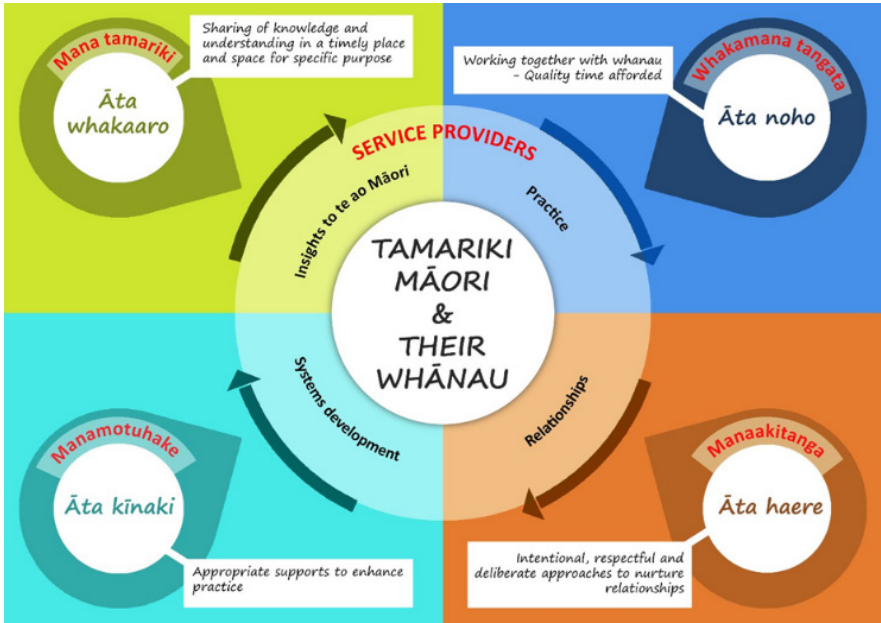 Mana tamariki
Āta
whakaaro
Sharing of knowledge and
understanding in a timely place
and space for specific purpose
Working together with whanau
- Quality time afforded
Whakamana tangata
Āta noho
SERVICE PROVIDERS
Insights to te ao Māori
Practice
TAMARIKI
MĀORI
&
THEIR
WHĀNAU
Systems development
Relationships
Manamotuhake
Āta kīnaki
Appropriate supports to enhance
practice
Manaakitanga
Āta haere
Intentional, respectful and
deliberate approaches to nurture
relationships